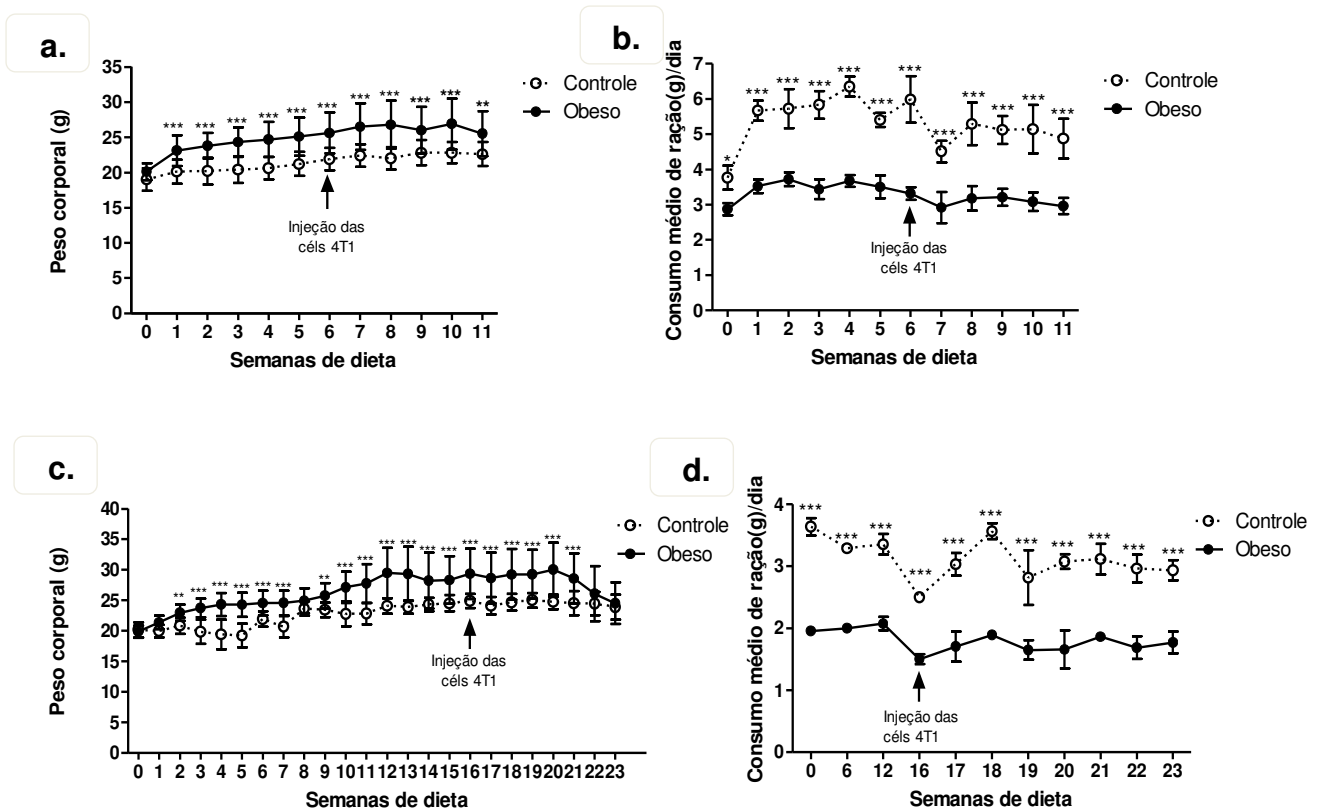 a.
Peso corporal (g)
35
30
25
20
15
10
5
0
*** *** *** *** *** *** *** *** *** *** **
Controle
Obeso
Injeção das
céls 4T1
0 1 2 3 4 5 6 7 8 9 10 11
Semanas de dieta
b.
Consumo médio de ração(g)/dia
7
6
5
4
3
2
1
0
* *** *** *** *** *** *** *** *** *** *** ***
Controle
Obeso
Injeção das
céls 4T1
0 1 2 3 4 5 6 7 8 9 10 11
Semanas de dieta
c.
Peso corporal (g)
40
35
30
25
20
15
10
5
0
** *** *** *** *** *** ** *** *** *** *** *** *** *** *** *** *** *** ***
Controle
Obeso
Injeção das
céls 4T1
0 1 2 3 4 5 6 7 8 9 10 11 12 13 14 15 16 17 18 19 20 21 22 23
Semanas de dieta
d.
Consumo médio de ração(g)/dia
4
3
2
1
0
*** *** *** *** *** *** *** *** *** *** ***
Controle
Obeso
Injeção das
céls 4T1
0 6 12 16 17 18 19 20 21 22 23
Semanas de dieta